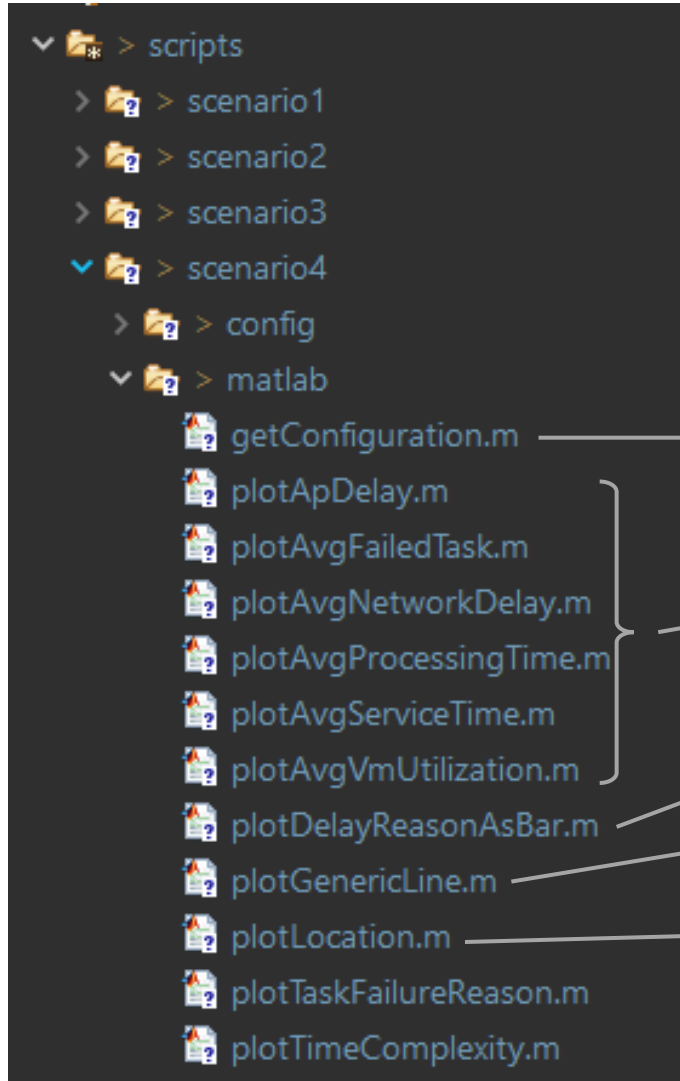 > scripts
> scenario1
> scenario2
> scenario3
> scenario4
> config
> matlab
getConfiguration.m
plotApDelay.m
plotAvgFailedTask.m
plotAvgNetworkDelay.m
plotAvgProcessingTime.m
plotAvgServiceTime.m
plotAvgVmUtilization.m
plotDelayReasonAsBar.m
plotGenericLine.m
plotLocation.m
plotTaskFailureReason.m
plotTimeComplexity.m